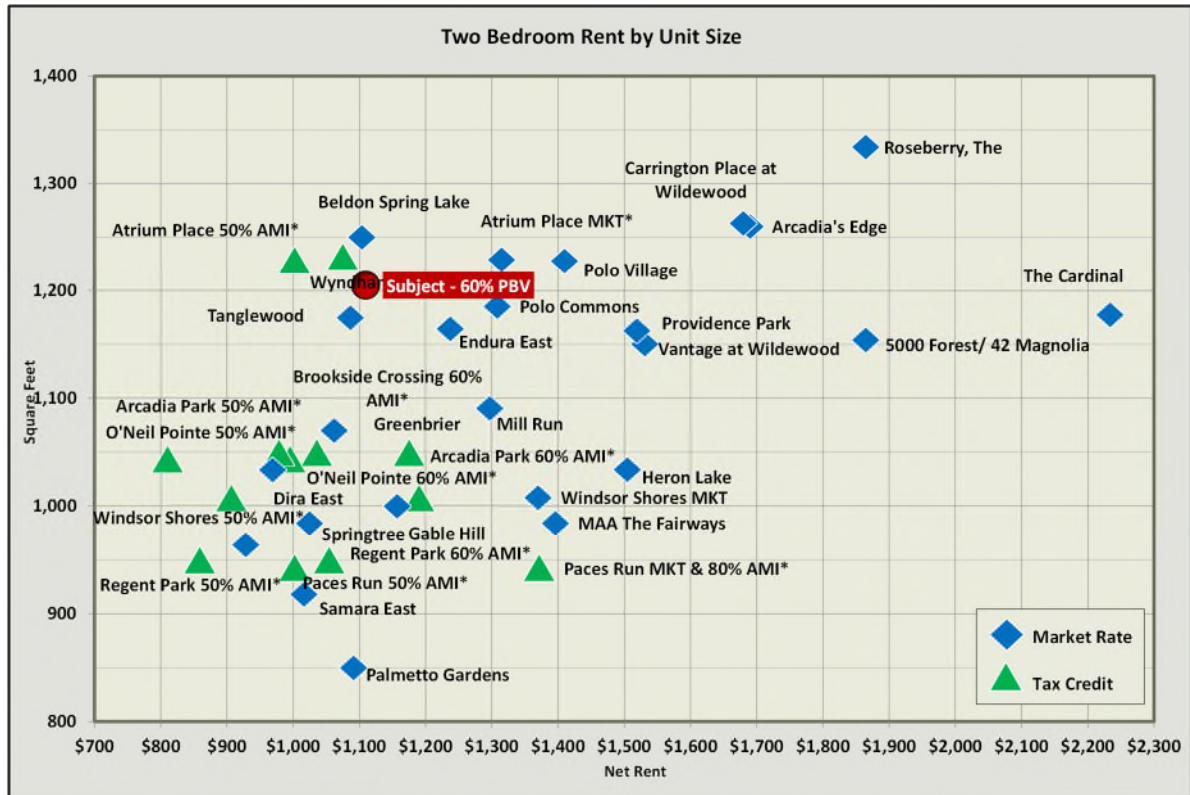 Two Bedroom Rent by Unit Size
1,400
Roseberry, The
Carrington Place at
Wildewood
1,300
Beldon Spring Lake
Atrium Place MKT*
Arcadia's Edge
Atrium Place 50% AMI*
Polo Village
The Cardinal
Subject - 60% PBV
1,200
Tanglewood
Polo Commons
Providence Park
Endura East
Vantage at Wildewood
5000 Forest/ 42 Magnolia
Brookside Crossing 60%
AMI*
Arcadia Park 50% AMI*
1,100
Greenbrier
Mill Run
O'Neil Pointe 50% AMI*
Arcadia Park 60% AMI*
O'Neil Pointe 60% AMI*
Heron Lake
Dira East
Windsor Shores MKT
1,000
Windsor Shores 50% AMI*
Springtree
Gable Hill
MAA The Fairways
Regent Park 60% AMI*
Regent Park 50% AMI*
Paces Run 50% AMI*
Paces Run MKT & 80% AMI*
Samara East
900
Palmetto Gardens
800
Market Rate
Tax Credit
Square Feet
$700 $800 $900 $1,000 $1,100 $1,200 $1,300 $1,400 $1,500 $1,600 $1,700 $1,800 $1,900 $2,000 $2,100 $2,200 $2,300
Net Rent